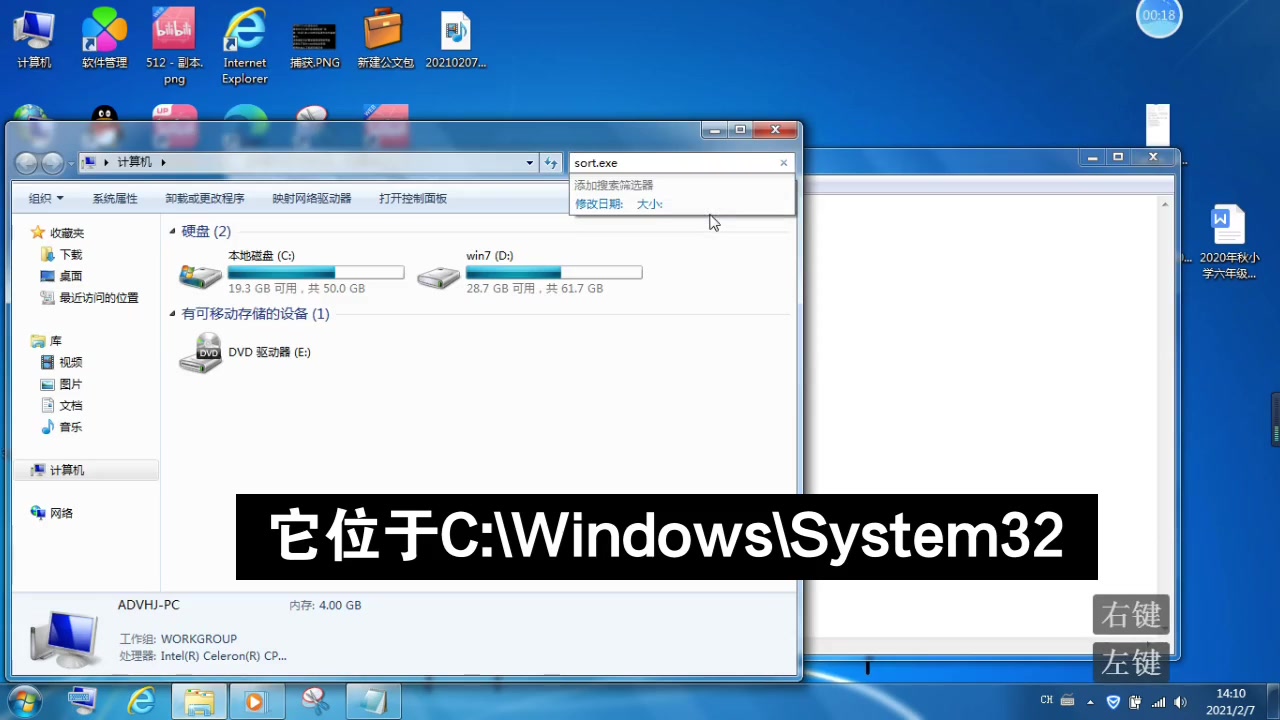 00:18
计算机
软件管理
512 - 副本.
png
Internet
Explorer
捕获.PNG
新建公文包
20210207...
bilibili
UP
WEB
计算机
sort.exe
添加搜索筛选器
修改日期: 大小:
组织 系统属性 卸载或更改程序 映射网络驱动器 打开控制面板
收藏夹
下载
桌面
最近访问的位置
库
视频
图片
文档
音乐
计算机
网络
硬盘 (2)
本地磁盘 (C:)
19.3 GB 可用，共 50.0 GB
win7 (D:)
28.7 GB 可用，共 61.7 GB
有可移动存储的设备 (1)
DVD
DVD 驱动器 (E:)
2020年秋小
学六年级...
它位于C:\Windows\System32
ADVHJ-PC 内存: 4.00 GB
工作组: WORKGROUP
处理器: Intel(R) Celeron(R) CP...
右键
左键
CH
14:10
2021/2/7